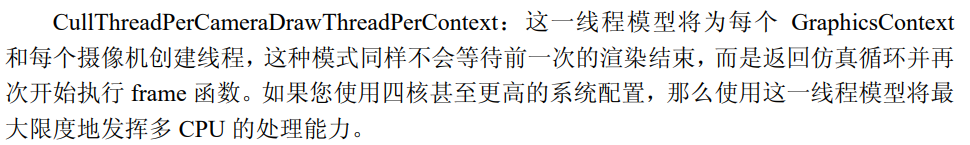 CullThreadPerCameraDrawThreadPerContext：这一线程模型将为每个 GraphicsContext
和每个摄像机创建线程，这种模式同样不会等待前一次的渲染结束，而是返回仿真循环并再
次开始执行 frame 函数。如果您使用四核甚至更高的系统配置，那么使用这一线程模型将最
大限度地发挥多 CPU 的处理能力。